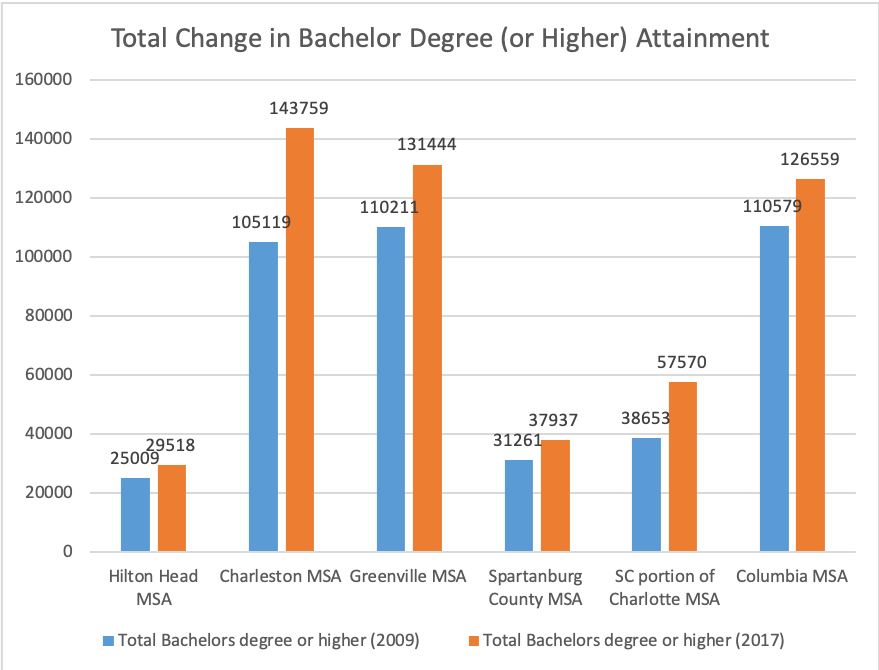 Total Change in Bachelor Degree (or Higher) Attainment
160000
140000
120000
100000
80000
60000
40000
20000
0
25009
29518
105119
143759
110211
131444
31261
37937
38653
57570
110579
126559
Hilton Head
MSA
Charleston MSA
Greenville MSA
Spartanburg
County MSA
SC portion of
Charlotte MSA
Columbia MSA
Total Bachelors degree or higher (2009)
Total Bachelors degree or higher (2017)